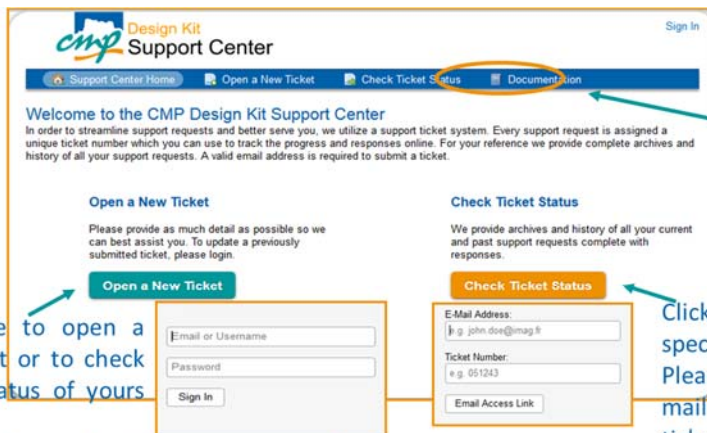 cmp Design Kit
Support Center
Sign In
Support Center Home Open a New Ticket Check Ticket Status Documentation
Welcome to the CMP Design Kit Support Center
In order to streamline support requests and better serve you, we utilize a support ticket system. Every support request is assigned a
unique ticket number which you can use to track the progress and responses online. For your reference we provide complete archives and
history of all your support requests. A valid email address is required to submit a ticket.
Open a New Ticket
Please provide as much detail as possible so we
can best assist you. To update a previously
submitted ticket, please login.
Open a New Ticket
Check Ticket Status
We provide archives and history of all your current
and past support requests complete with
responses.
Check Ticket Status
e to open a
t or to check
atus of yours
Email or Username
Password
Sign In
E-Mail Address:
e.g. john.doe@imag.fr
Ticket Number:
e.g. 051243
Email Access Link
Click
spec
Plea
mail